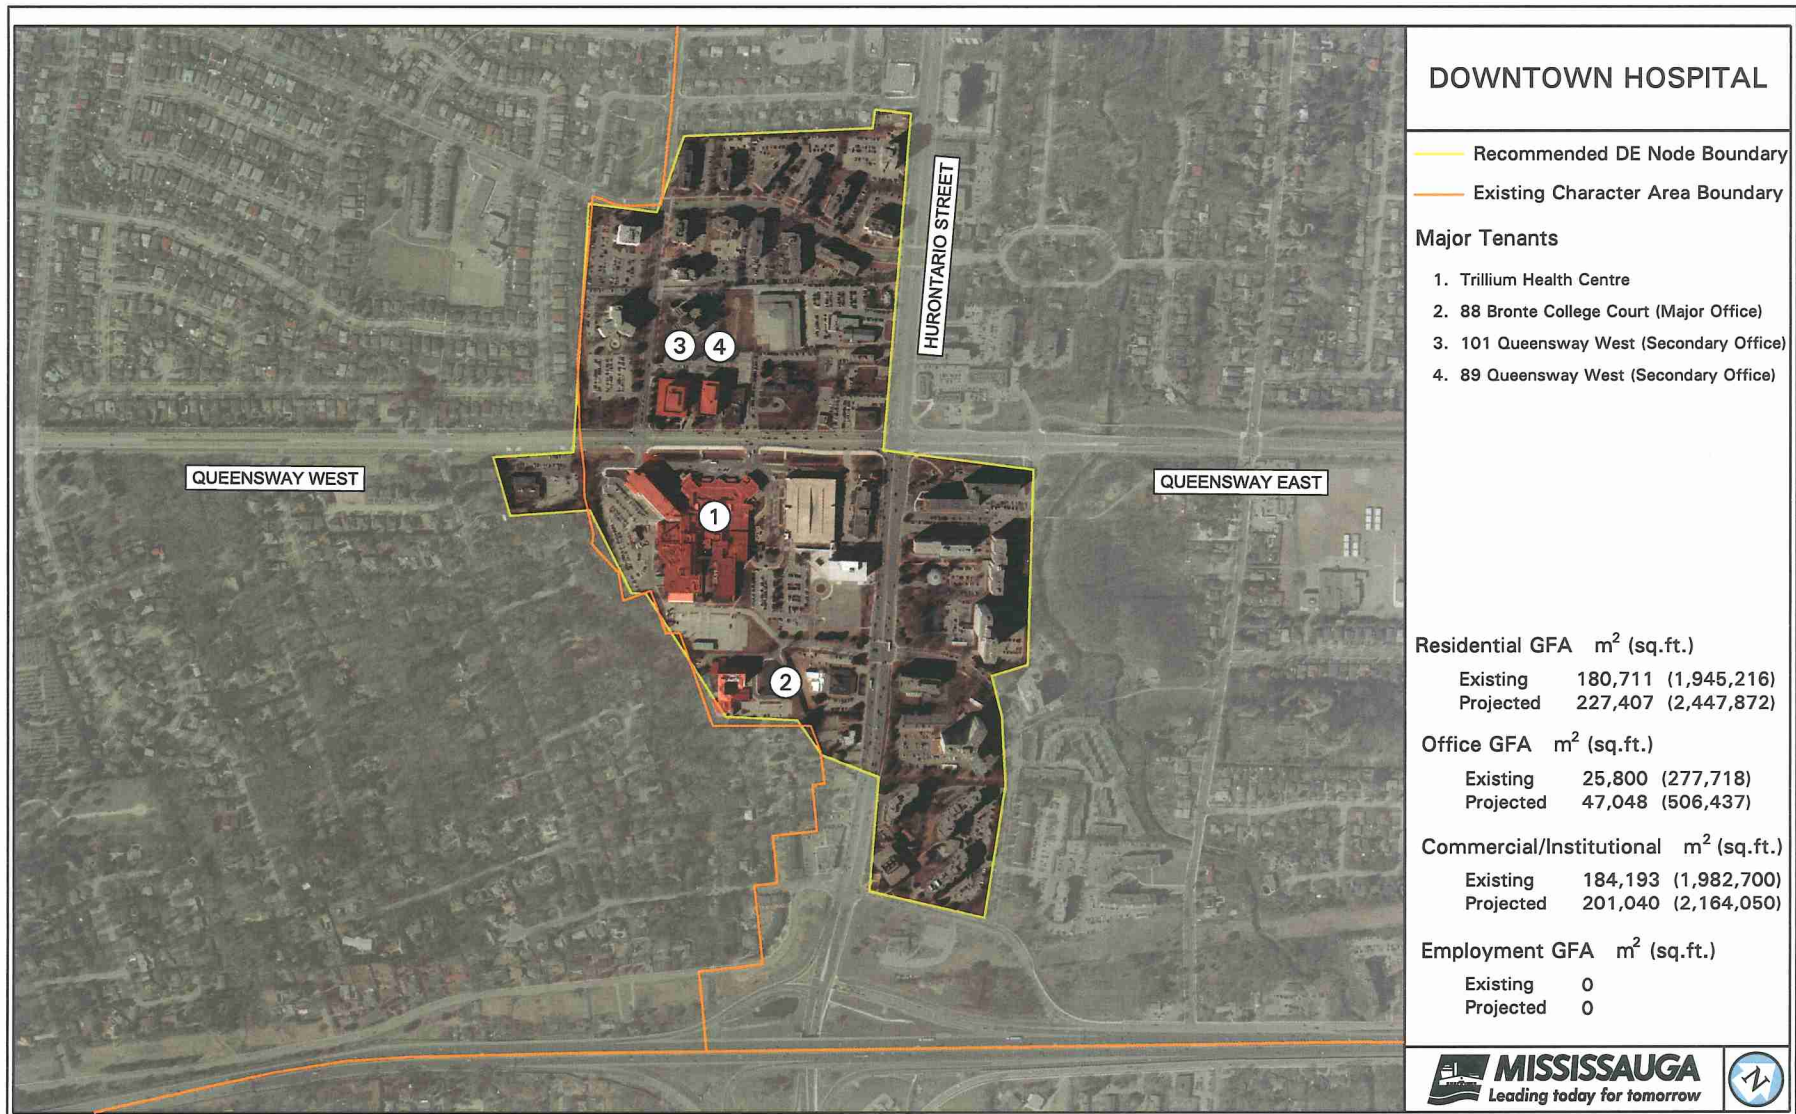 DOWNTOWN HOSPITAL
Recommended DE Node Boundary
Existing Character Area Boundary
Major Tenants
1. Trillium Health Centre
2. 88 Bronte College Court (Major Office)
3. 101 Queensway West (Secondary Office)
4. 89 Queensway West (Secondary Office)
HURONTARIO STREET
3
4
QUEENSWAY WEST
QUEENSWAY EAST
1
2
Residential GFA m² (sq.ft.)
Existing 180,711 (1,945,216)
Projected 227,407 (2,447,872)
Office GFA m² (sq.ft.)
Existing 25,800 (277,718)
Projected 47,048 (506,437)
Commercial/Institutional m² (sq.ft.)
Existing 184,193 (1,982,700)
Projected 201,040 (2,164,050)
Employment GFA m² (sq.ft.)
Existing 0
Projected 0
MISSISSAUGA
Leading today for tomorrow
N